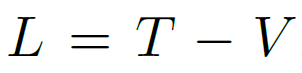 L = T − V